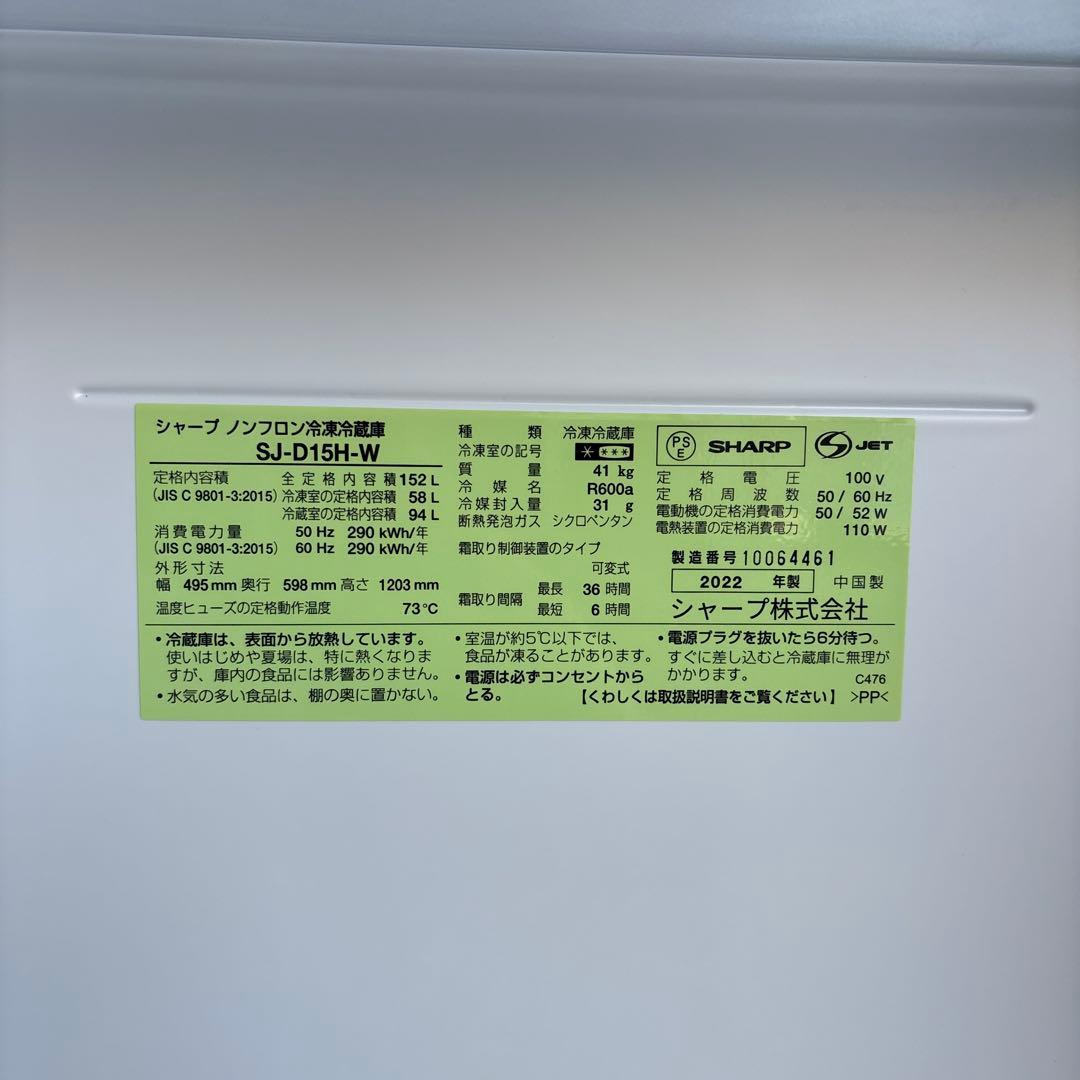 シャープ ノンフロン冷凍冷蔵庫
SJ-D15H-W
定格内容積 全定格内容積 152 L
(JIS C 9801-3:2015) 冷凍室の定格内容積 58 L
冷蔵室の定格内容積 94 L
消費電力量 50 Hz 290 kWh/年
(JIS C 9801-3:2015) 60 Hz 290 kWh/年
外形寸法
幅 495 mm 奥行 598 mm 高さ 1203 mm
温度ヒューズの定格動作温度 73℃
種類 冷凍冷蔵庫
冷凍室の記号 ****
質量 41 kg
冷媒名 R600a
冷媒封入量 31 g
断熱発泡ガス シクロペンタン
霜取り制御装置のタイプ
可変式
霜取り間隔 最長 36 時間
最短 6 時間
PSE SHARP S JET
定格電圧 100 V
定格周波数 50 / 60 Hz
電動機の定格消費電力 50 / 52 W
電熱装置の定格消費電力 110 W
製造番号 10064461
2022 年製 中国製
シャープ株式会社
・冷蔵庫は、表面から放熱しています。
使いはじめや夏場は、特に熱くなりま
すが、庫内の食品には影響ありません。
・水気の多い食品は、棚の奥に置かない。
・室温が約5℃以下では、
食品が凍ることがあります。
・電源は必ずコンセントから
とる。
・電源プラグを抜いたら6分待つ。
すぐに差し込むと冷蔵庫に無理が
かかります。
C476
【くわしくは取扱説明書をご覧ください】 >PP<